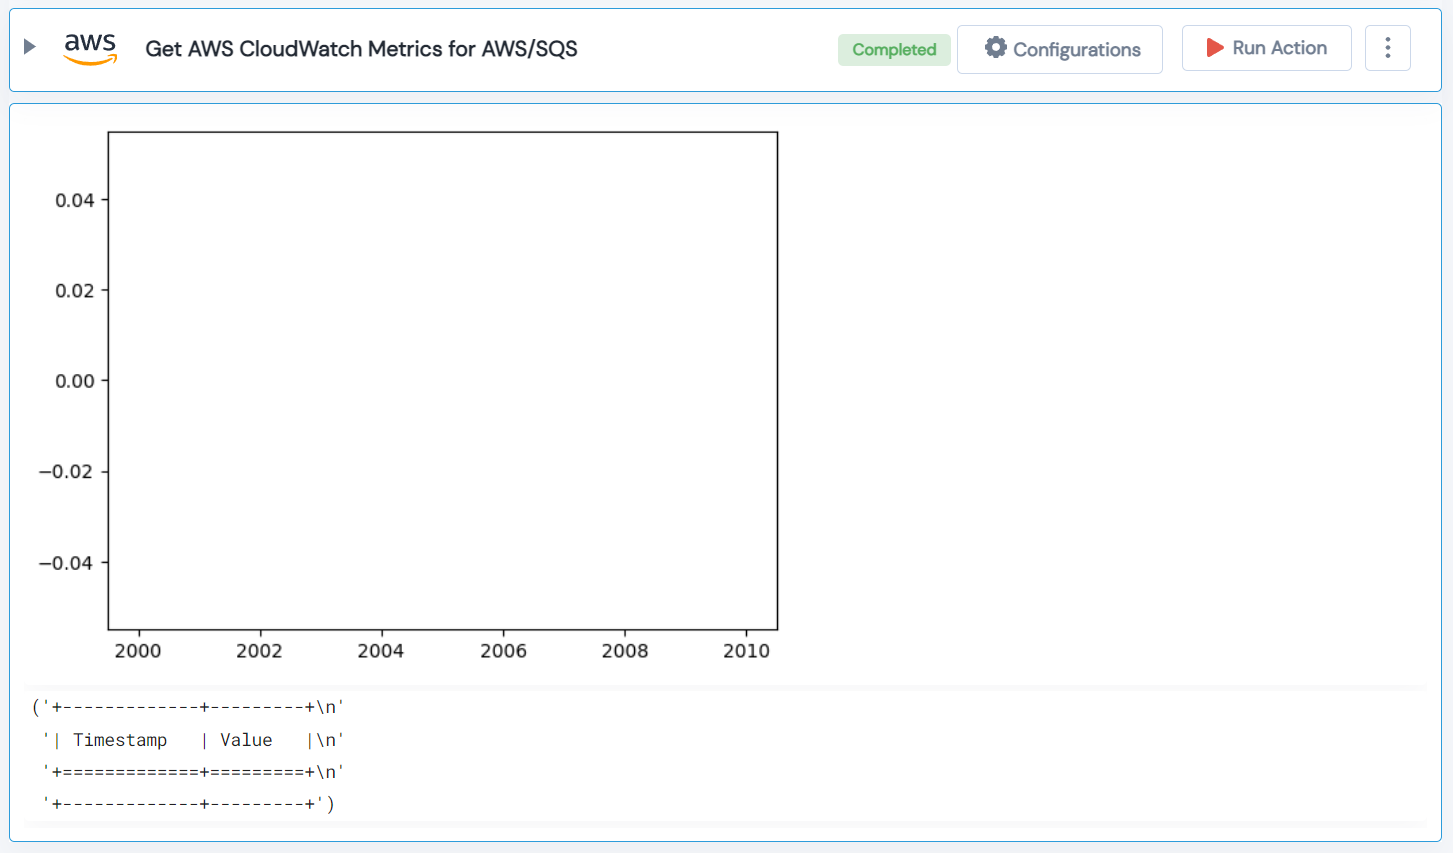 aws Get AWS CloudWatch Metrics for AWS/SQS Completed Configurations Run Action
0.04
0.02
0.00
−0.02
−0.04
2000 2002 2004 2006 2008 2010
('+-------------+---------+\n'
'| Timestamp   | Value   |\n'
'+=============+=========+\n'
'+-------------+---------+')